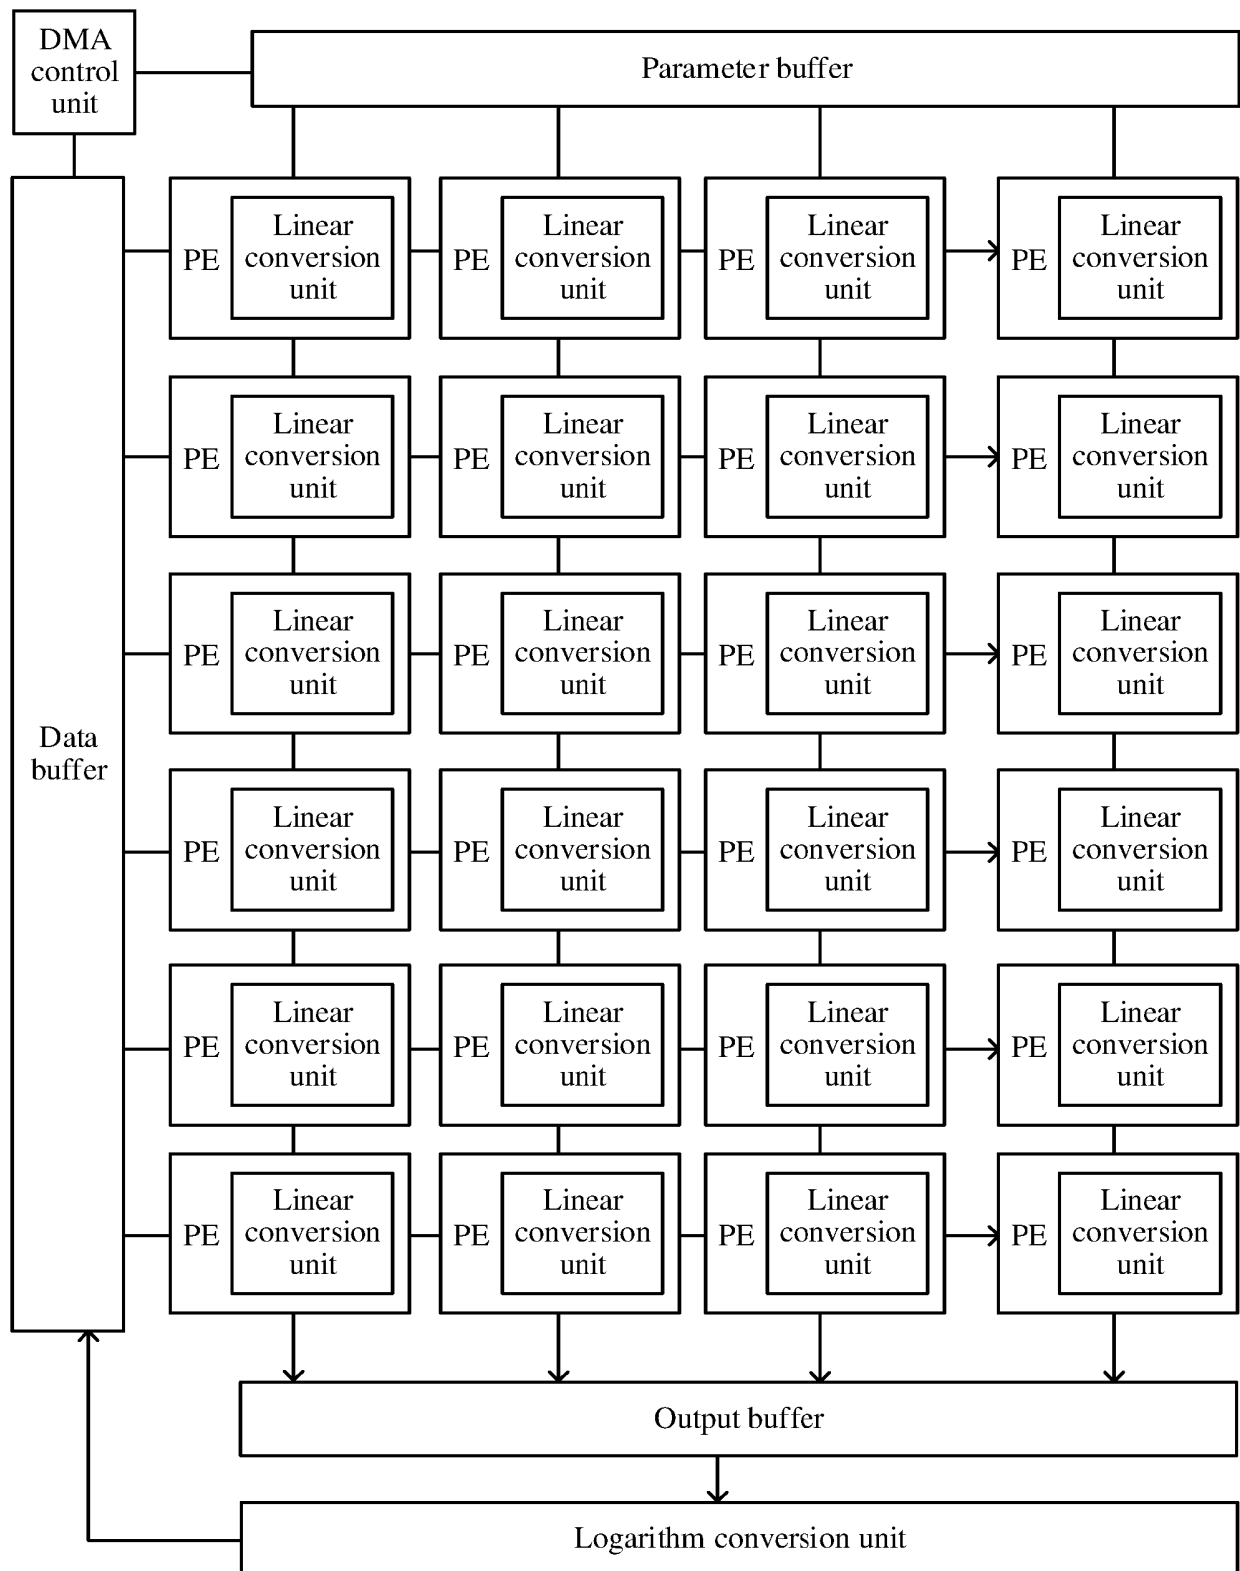 DMA
control
unit
Parameter buffer
PE
Linear
conversion
unit
PE
Linear
conversion
unit
PE
Linear
conversion
unit
PE
Linear
conversion
unit
PE
Linear
conversion
unit
PE
Linear
conversion
unit
PE
Linear
conversion
unit
PE
Linear
conversion
unit
PE
Linear
conversion
unit
PE
Linear
conversion
unit
PE
Linear
conversion
unit
PE
Linear
conversion
unit
Data
buffer
PE
Linear
conversion
unit
PE
Linear
conversion
unit
PE
Linear
conversion
unit
PE
Linear
conversion
unit
PE
Linear
conversion
unit
PE
Linear
conversion
unit
PE
Linear
conversion
unit
PE
Linear
conversion
unit
PE
Linear
conversion
unit
PE
Linear
conversion
unit
PE
Linear
conversion
unit
PE
Linear
conversion
unit
Output buffer
Logarithm conversion unit